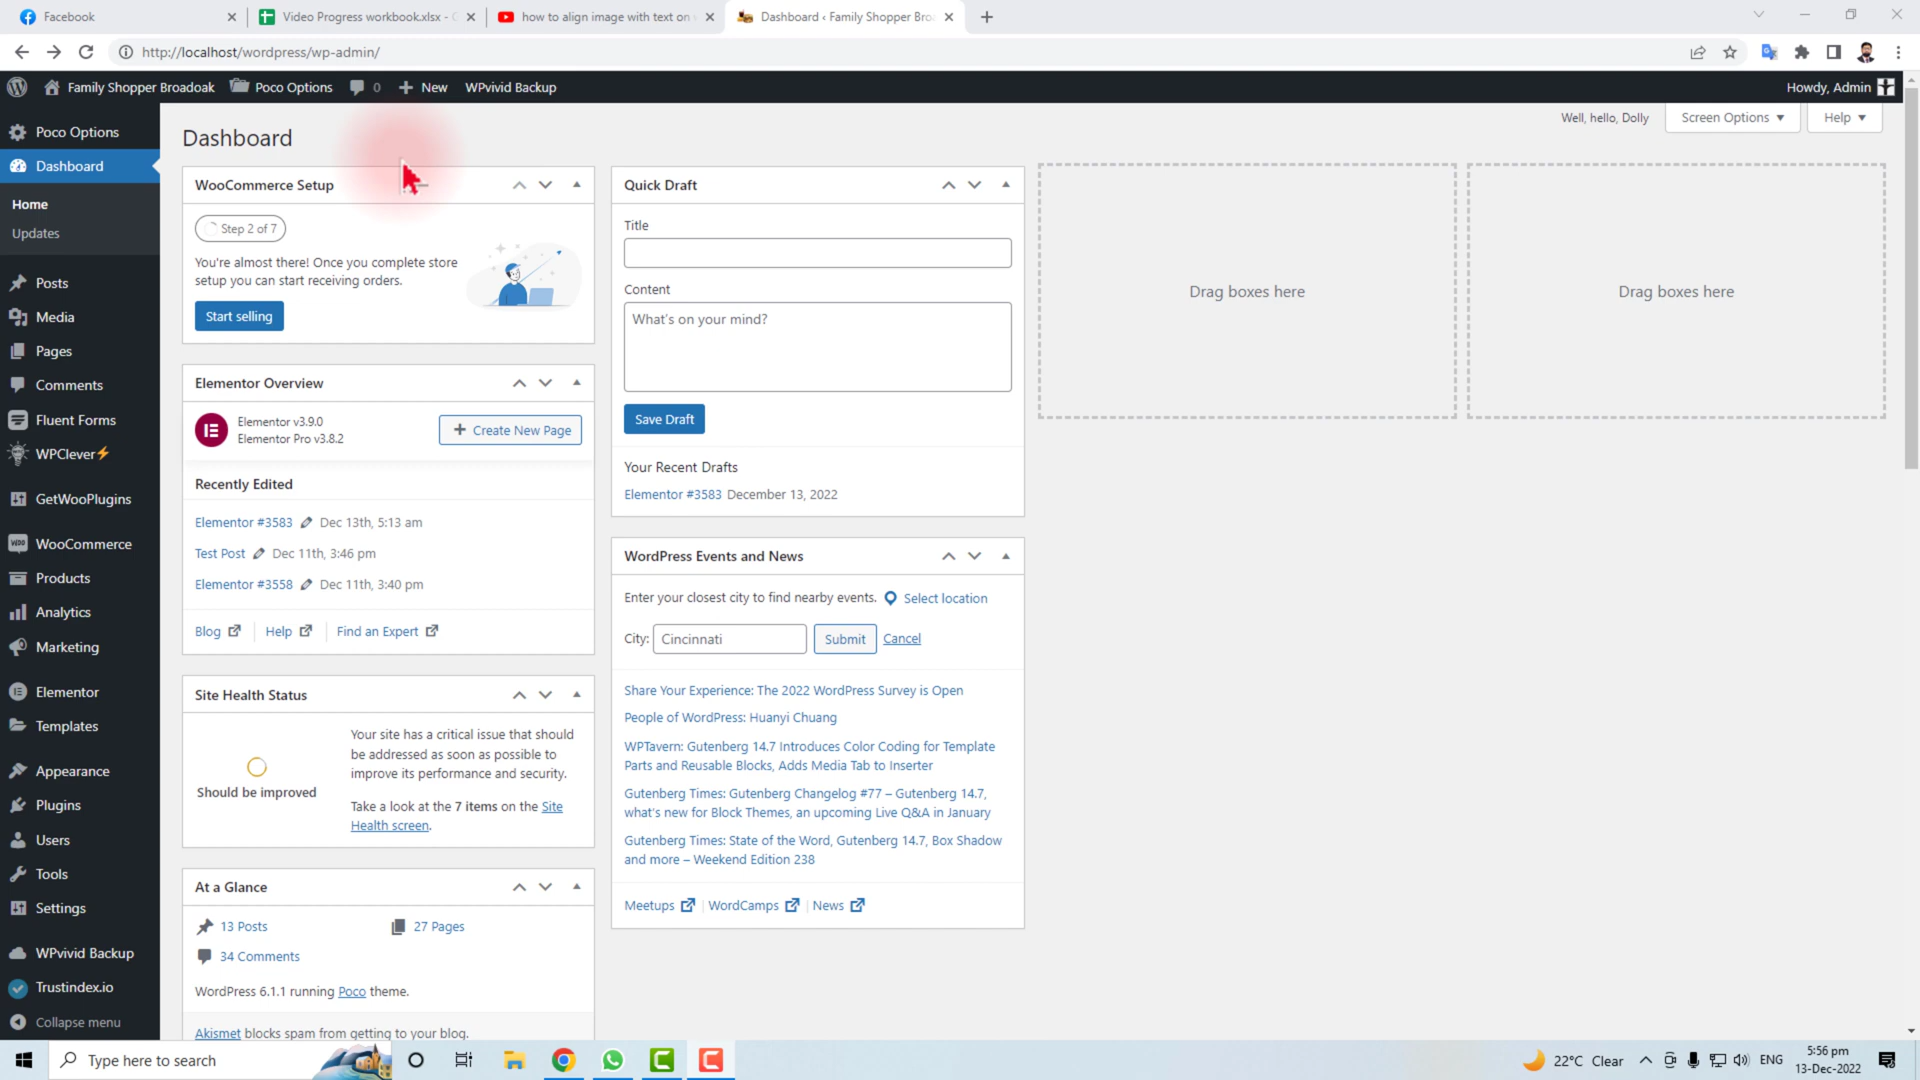 Facebook
Video Progress workbook.xlsx - G
how to align image with text on w
Dashboard ‹ Family Shopper Broa
http://localhost/wordpress/wp-admin/
Family Shopper Broadoak
Poco Options
0
New
WPvivid Backup
Howdy, Admin
Poco Options
Dashboard
Home
Updates
Posts
Media
Pages
Comments
Fluent Forms
WPClever⚡
GetWooPlugins
WooCommerce
Products
Analytics
Marketing
Elementor
Templates
Appearance
Plugins
Users
Tools
Settings
WPvivid Backup
Trustindex.io
Collapse menu
Dashboard
Well, hello, Dolly
Screen Options ▼
Help ▼
WooCommerce Setup
Step 2 of 7
You're almost there! Once you complete store
setup you can start receiving orders.
Start selling
Elementor Overview
Elementor v3.9.0
Elementor Pro v3.8.2
Create New Page
Recently Edited
Elementor #3583 Dec 13th, 5:13 am
Test Post Dec 11th, 3:46 pm
Elementor #3558 Dec 11th, 3:40 pm
Blog
Help
Find an Expert
Site Health Status
Should be improved
Your site has a critical issue that should
be addressed as soon as possible to
improve its performance and security.
Take a look at the 7 items on the Site
Health screen.
At a Glance
13 Posts
27 Pages
34 Comments
WordPress 6.1.1 running Poco theme.
Akismet blocks spam from getting to your blog.
Quick Draft
Title
Content
What's on your mind?
Save Draft
Your Recent Drafts
Elementor #3583 December 13, 2022
WordPress Events and News
Enter your closest city to find nearby events. Select location
City: Cincinnati Submit Cancel
Share Your Experience: The 2022 WordPress Survey is Open
People of WordPress: Huanyi Chuang
WPTavern: Gutenberg 14.7 Introduces Color Coding for Template
Parts and Reusable Blocks, Adds Media Tab to Inserter
Gutenberg Times: Gutenberg Changelog #77 – Gutenberg 14.7,
what's new for Block Themes, an upcoming Live Q&A in January
Gutenberg Times: State of the Word, Gutenberg 14.7, Box Shadow
and more – Weekend Edition 238
Meetups | WordCamps | News
Drag boxes here
Drag boxes here
Type here to search
22°C Clear
ENG
5:56 pm
13-Dec-2022